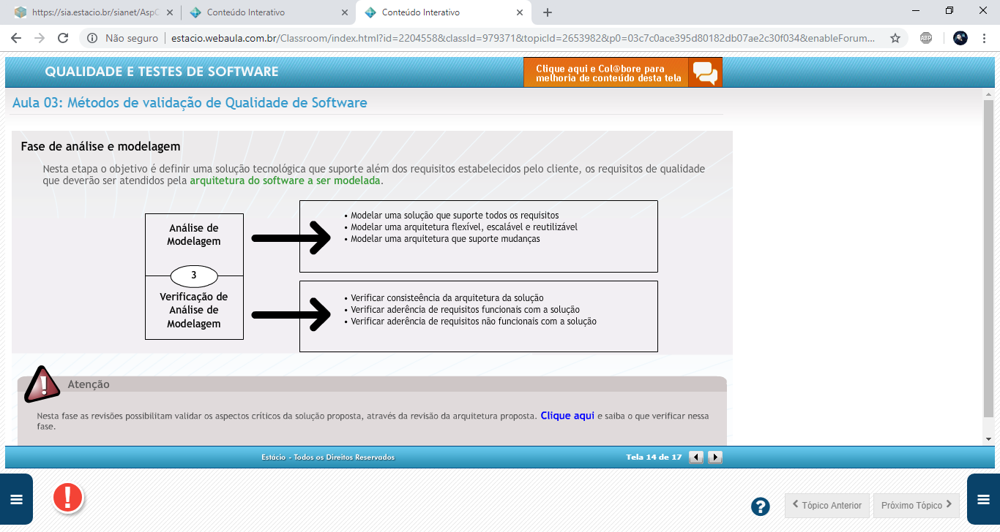 https://sia.estacio.br/sianet/AspC
Conteúdo Interativo
Conteúdo Interativo
Não seguro
estacio.webaula.com.br/Classroom/index.html?id=2204558&classId=979371&topicId=2653982&p0=03c7c0ace395d80182db07ae2c30f034&enableForum...
ABP
QUALIDADE E TESTES DE SOFTWARE
Clique aqui e Col@bore para
melhoria de conteúdo desta tela
Aula 03: Métodos de validação de Qualidade de Software
Fase de análise e modelagem
Nesta etapa o objetivo é definir uma solução tecnológica que suporte além dos requisitos estabelecidos pelo cliente, os requisitos de qualidade
que deverão ser atendidos pela arquitetura do software a ser modelada.
Análise de
Modelagem
• Modelar uma solução que suporte todos os requisitos
• Modelar uma arquitetura flexível, escalável e reutilizável
• Modelar uma arquitetura que suporte mudanças
3
Verificação de
Análise de
Modelagem
• Verificar consisteência da arquitetura da solução
• Verificar aderência de requisitos funcionais com a solução
• Verificar aderência de requisitos não funcionais com a solução
Atenção
Nesta fase as revisões possibilitam validar os aspectos críticos da solução proposta, através da revisão da arquitetura proposta. Clique aqui e saiba o que verificar nessa
fase.
Estácio - Todos os Direitos Reservados
Tela 14 de 17
Tópico Anterior
Próximo Tópico